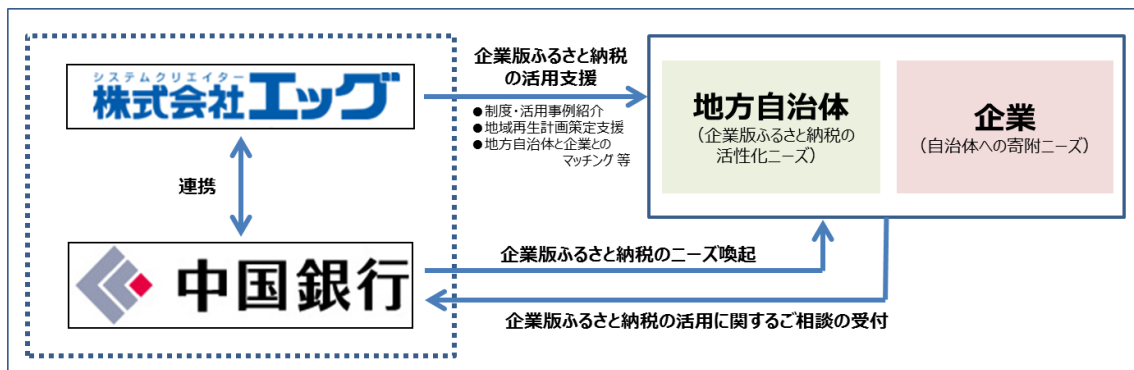 システムクリエイター
株式会社エッグ
連携
中国銀行
企業版ふるさと納税
の活用支援
●制度・活用事例紹介
●地域再生計画策定支援
●地方自治体と企業との
マッチング 等
地方自治体
（企業版ふるさと納税の
活性化ニーズ）
企業
（自治体への寄附ニーズ）
企業版ふるさと納税のニーズ喚起
企業版ふるさと納税の活用に関するご相談の受付